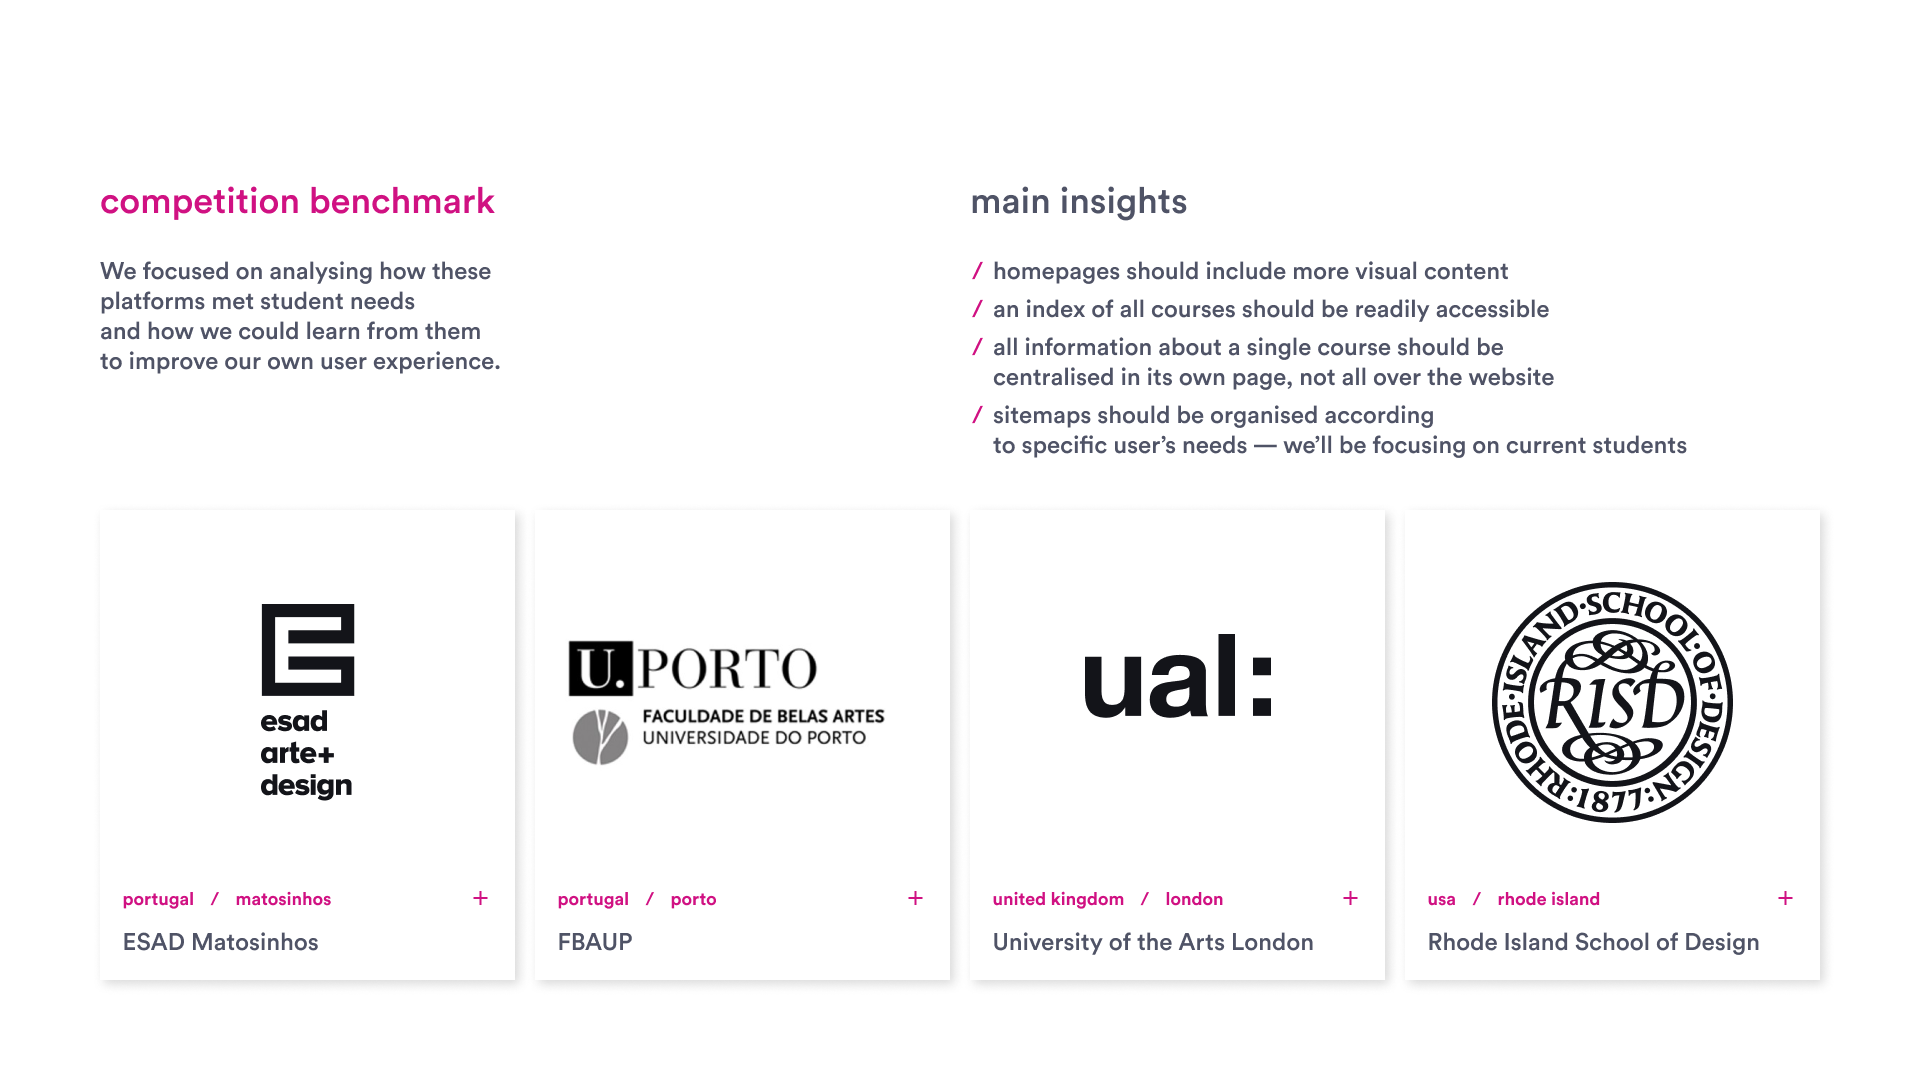 competition benchmark
We focused on analysing how these
platforms met student needs
and how we could learn from them
to improve our own user experience.
main insights
/ homepages should include more visual content
/ an index of all courses should be readily accessible
/ all information about a single course should be
centralised in its own page, not all over the website
/ sitemaps should be organised according
to specific user’s needs — we’ll be focusing on current students
esad
arte+
design
portugal / matosinhos +
ESAD Matosinhos
U. PORTO
FACULDADE DE BELAS ARTES
UNIVERSIDADE DO PORTO
portugal / porto +
FBAUP
ual:
united kingdom / london +
University of the Arts London
RHODE·ISLAND·SCHOOL·OF·DESIGN:1877:
RISD
usa / rhode island +
Rhode Island School of Design